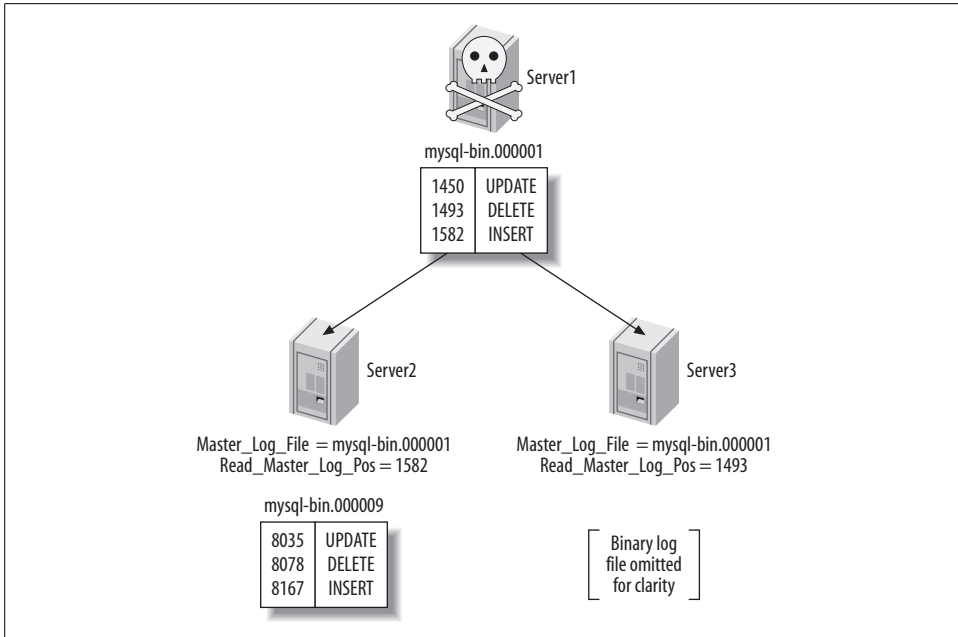 Server1
mysql-bin.000001
1450 UPDATE
1493 DELETE
1582 INSERT
Server2
Server3
Master_Log_File = mysql-bin.000001
Read_Master_Log_Pos = 1582
Master_Log_File = mysql-bin.000001
Read_Master_Log_Pos = 1493
mysql-bin.000009
8035 UPDATE
8078 DELETE
8167 INSERT
Binary log
file omitted
for clarity